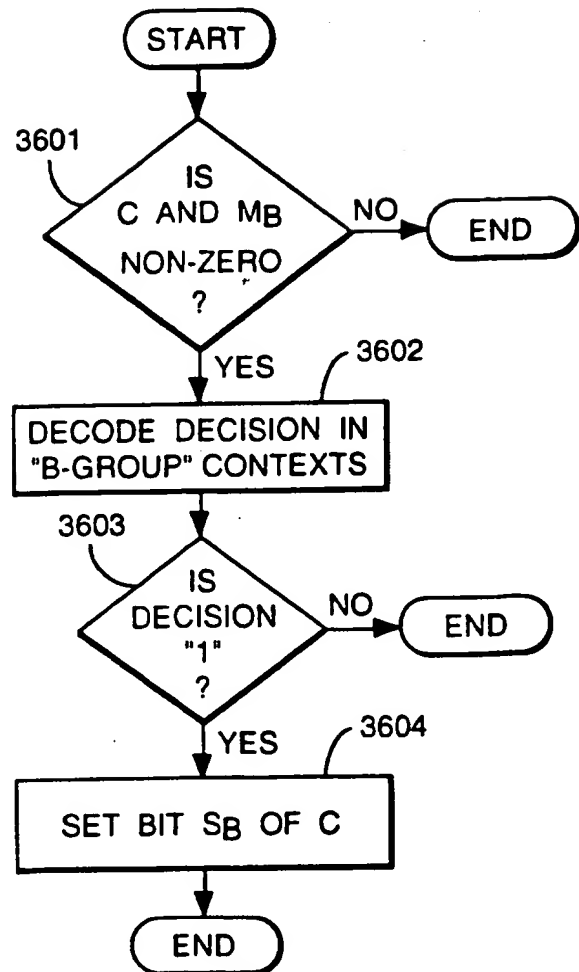 START
3601
IS
C AND MB
NON-ZERO
?
NO
END
YES
3602
DECODE DECISION IN
"B-GROUP" CONTEXTS
3603
IS
DECISION
"1"
?
NO
END
YES
3604
SET BIT SB OF C
END